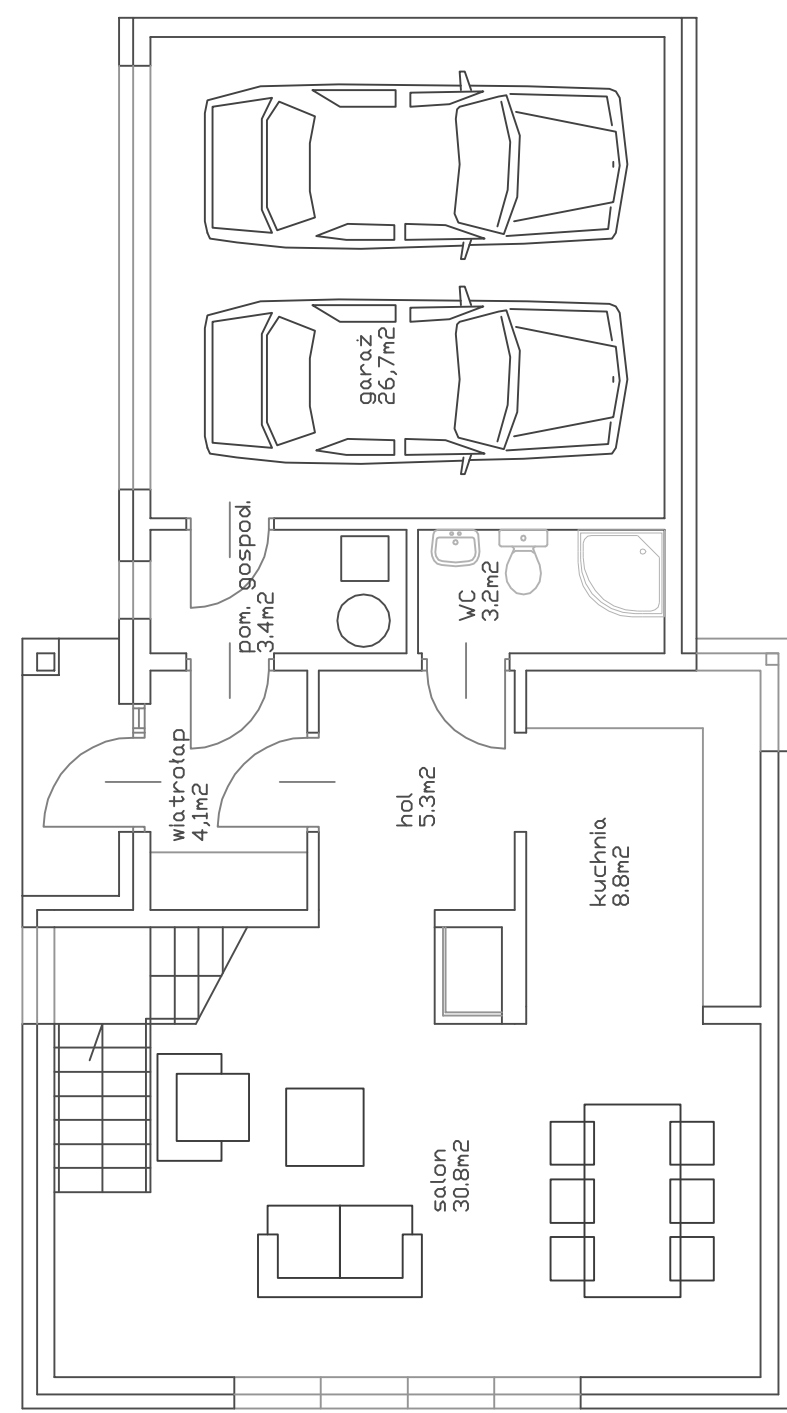 garaż
26,7m2
pom. gospod.
3.4m2
WC
3.2m2
wiatrołap
4,1m2
hol
5.3m2
kuchnia
8.8m2
salon
30.8m2